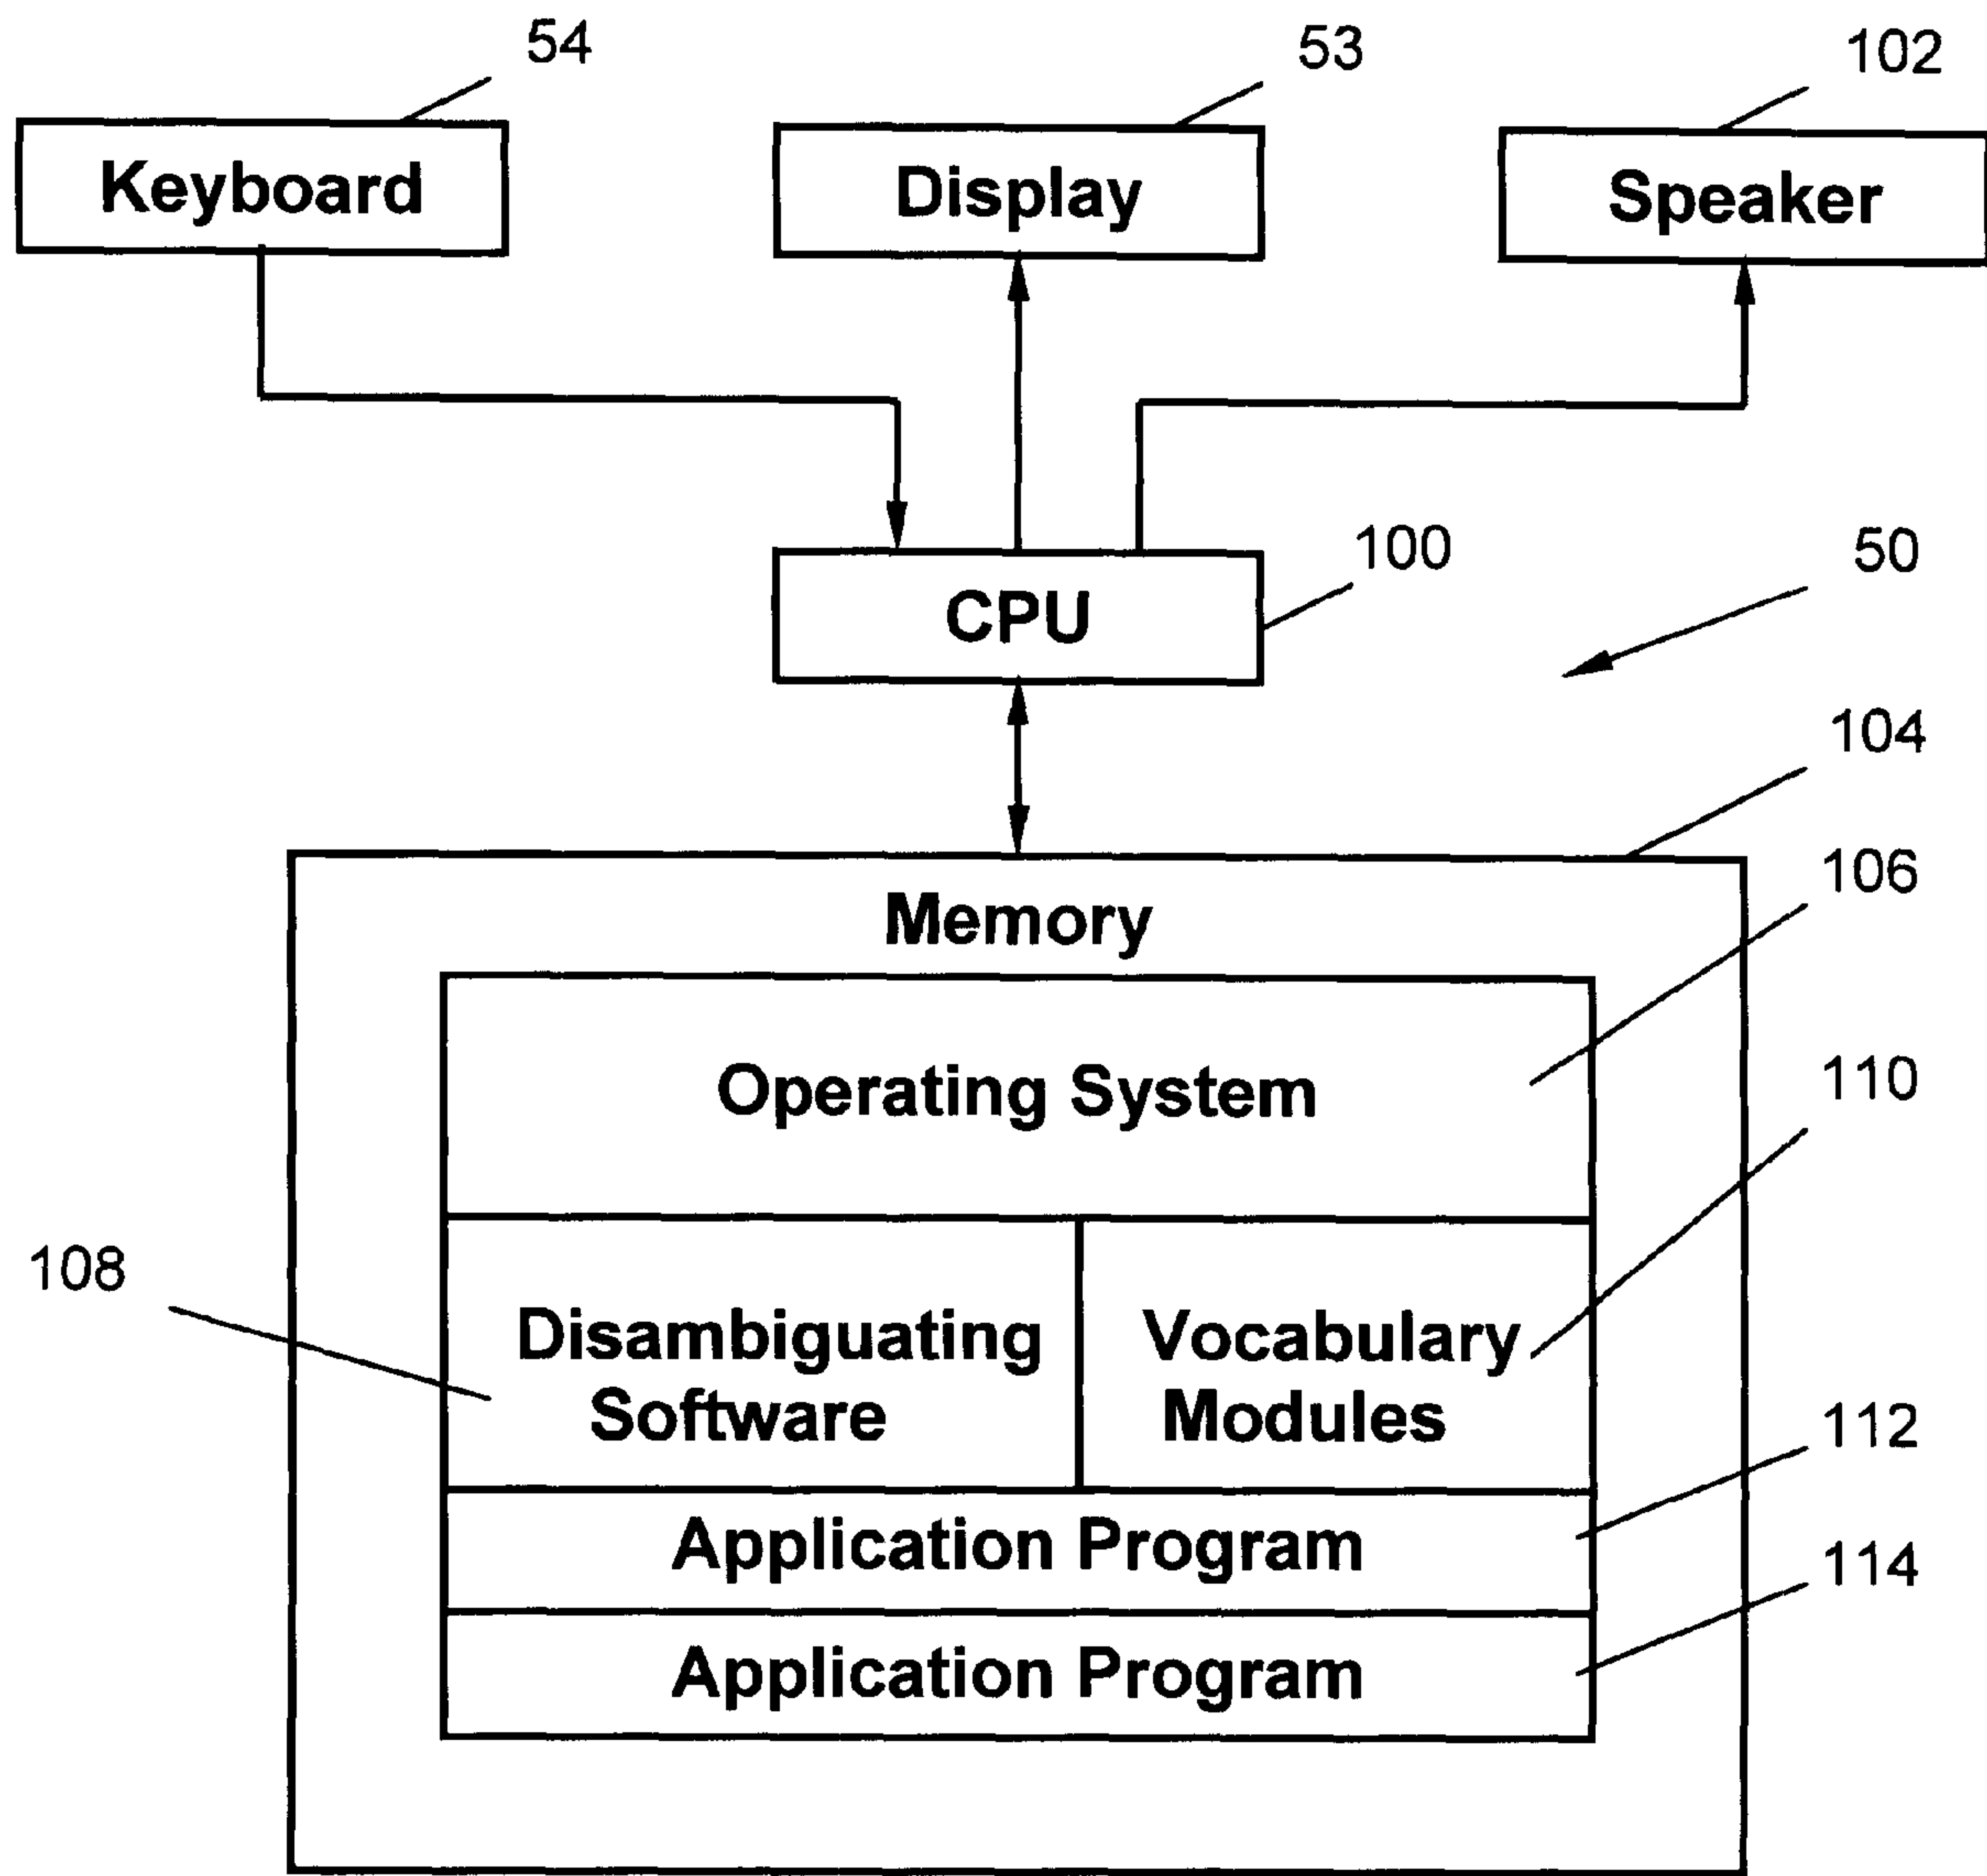 54
53
102
Keyboard
Display
Speaker
100
50
CPU
104
Memory
106
Operating System
110
108
Disambiguating
Software
Vocabulary
Modules
112
Application Program
114
Application Program